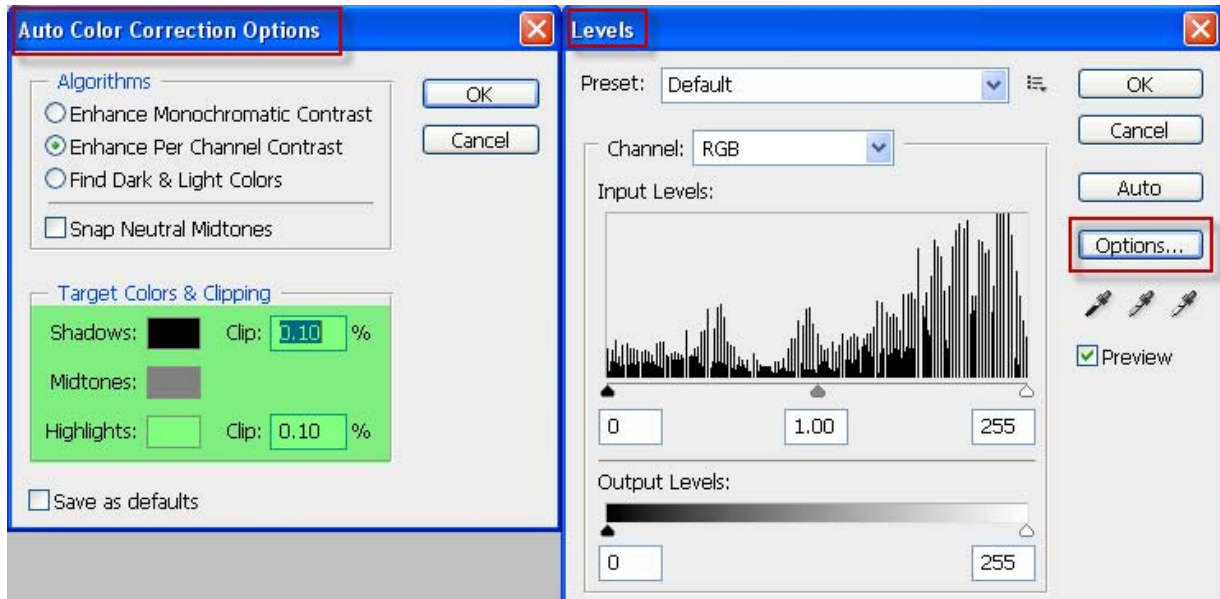 Auto Color Correction Options
Algorithms
Enhance Monochromatic Contrast
Enhance Per Channel Contrast
Find Dark & Light Colors
Snap Neutral Midtones
OK
Cancel
Target Colors & Clipping
Shadows: Clip: 0.10 %
Midtones:
Highlights: Clip: 0.10 %
Save as defaults
Levels
Preset: Default
Channel: RGB
Input Levels:
0 1.00 255
Output Levels:
0 255
OK
Cancel
Auto
Options...
Preview